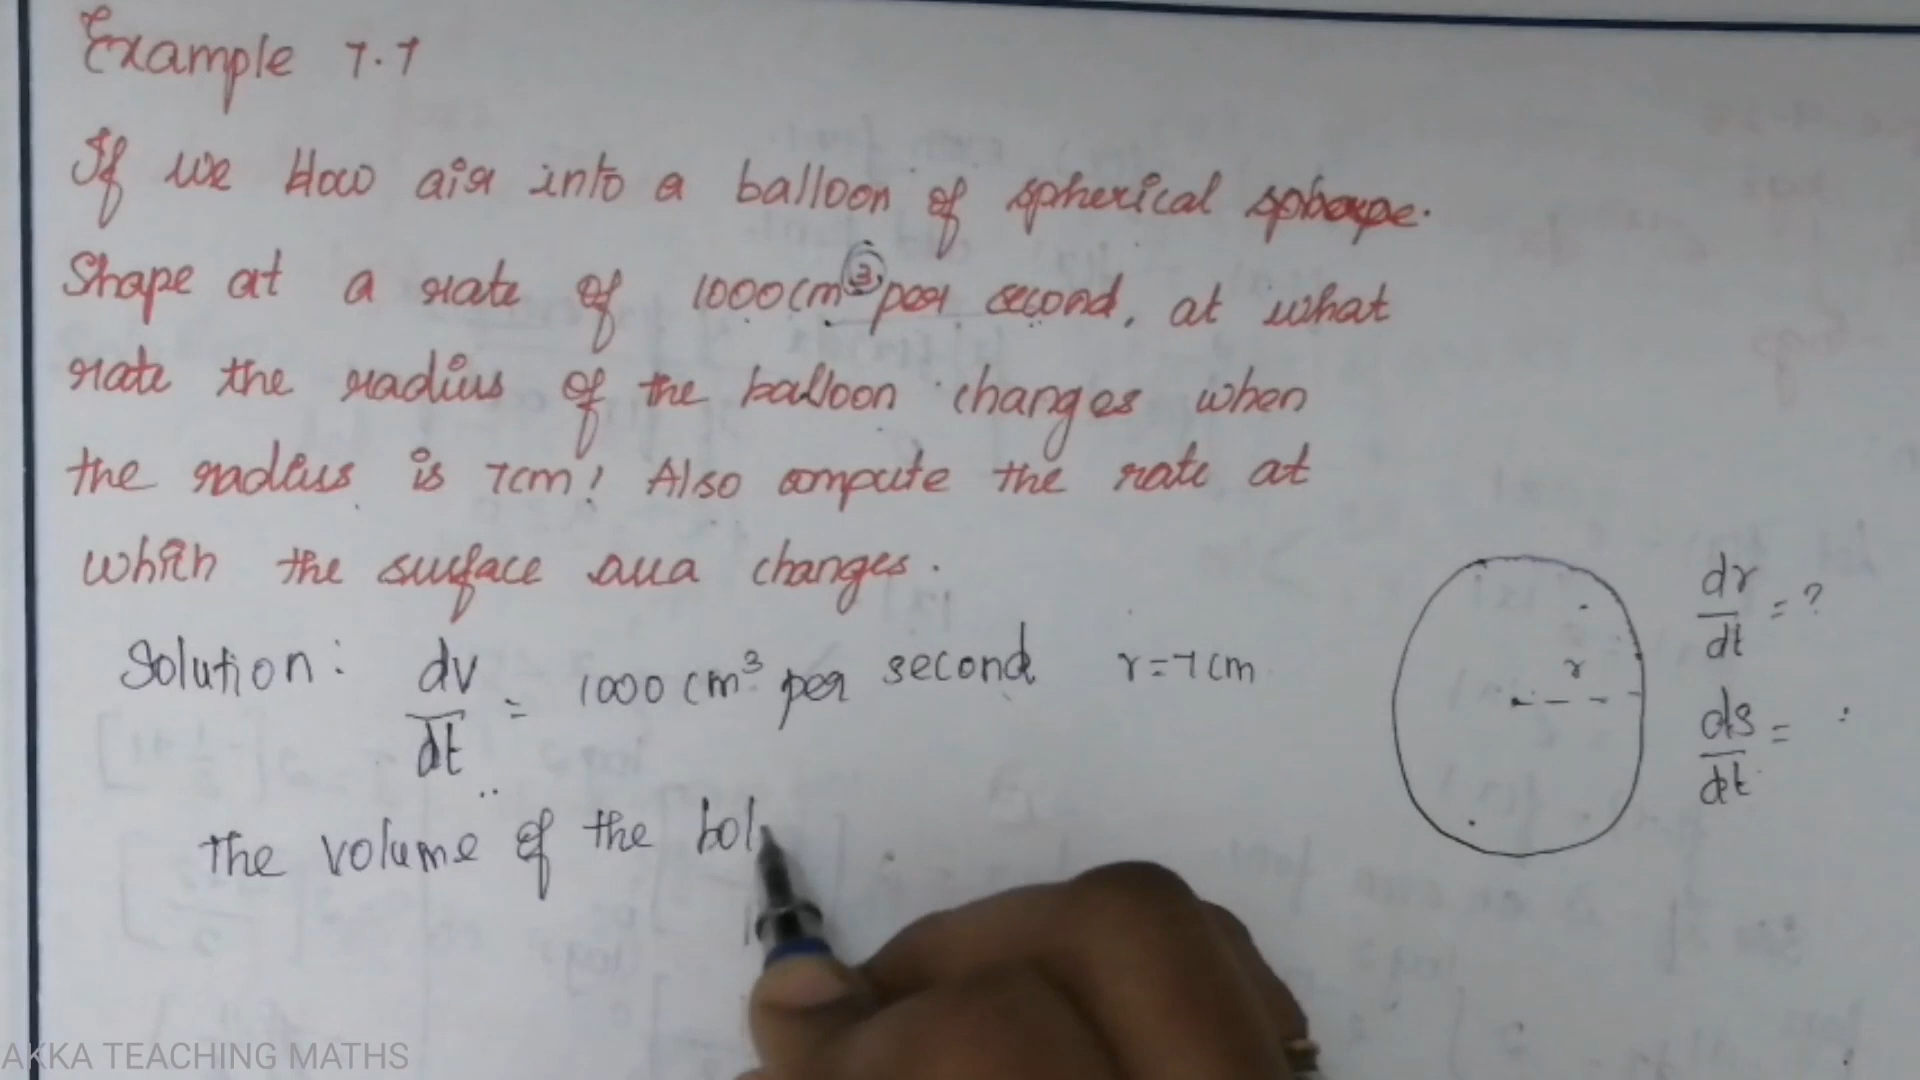 Example 7.7
If we blow air into a balloon of spherical
Shape at a rate of 1000cm³ per second, at what
rate the radius of the balloon changes when
the radius is 7cm? Also compute the rate at
which the surface area changes.
Solution: dv/dt = 1000 cm³ per second r=7cm
dr/dt = ?
r
ds/dt =
The volume of the bol
AKKA TEACHING MATHS